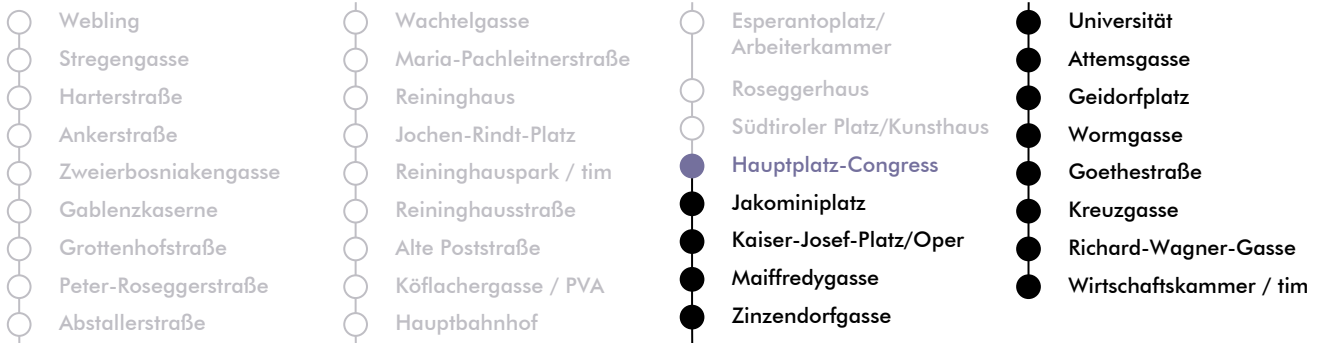 Webling
Stregengasse
Harterstraße
Ankerstraße
Zweierbosniakengasse
Gablenzkaserne
Grottenhofstraße
Peter-Roseggerstraße
Abstallerstraße
Wachtelgasse
Maria-Pachleitnerstraße
Reininghaus
Jochen-Rindt-Platz
Reininghauspark / tim
Reininghausstraße
Alte Poststraße
Köflachergasse / PVA
Hauptbahnhof
Esperantoplatz/
Arbeiterkammer
Roseggerhaus
Südtiroler Platz/Kunsthaus
Hauptplatz-Congress
Jakominiplatz
Kaiser-Josef-Platz/Oper
Maiffredygasse
Zinzendorfgasse
Universität
Attemsgasse
Geidorfplatz
Wormgasse
Goethestraße
Kreuzgasse
Richard-Wagner-Gasse
Wirtschaftskammer / tim